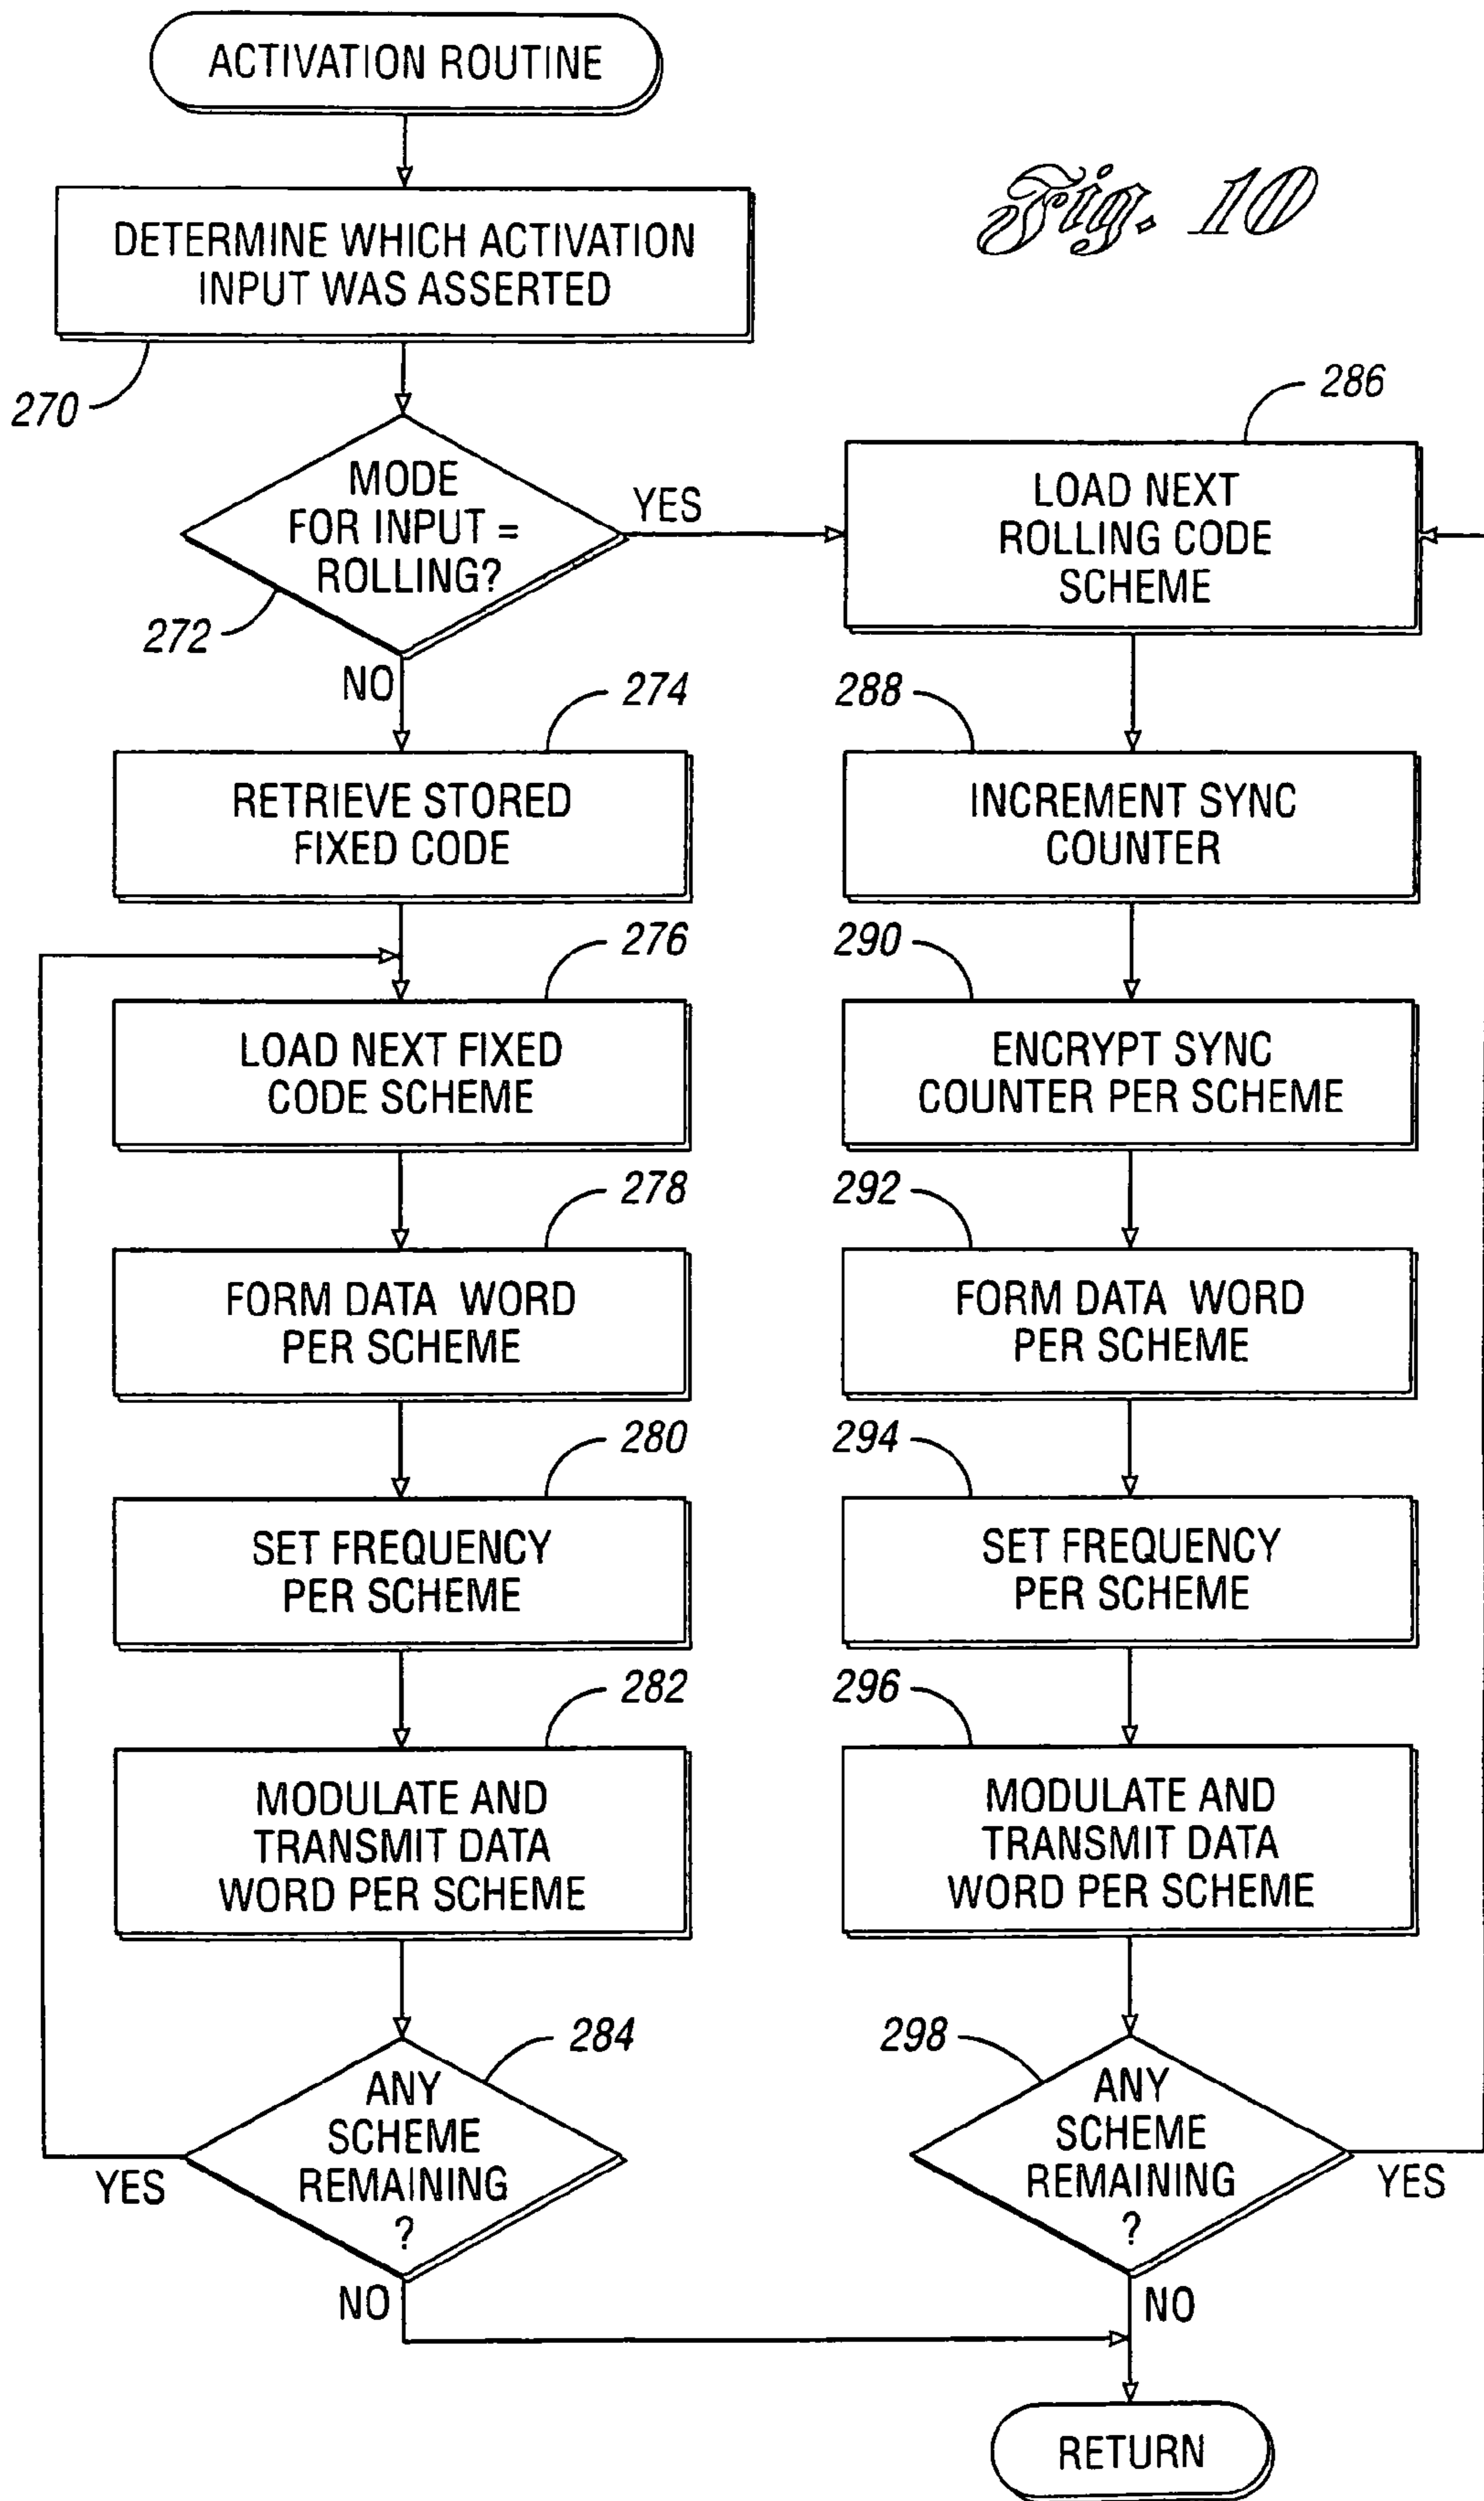 ACTIVATION ROUTINE
Fig. 10
DETERMINE WHICH ACTIVATION
INPUT WAS ASSERTED
270
MODE
FOR INPUT =
ROLLING?
YES
272
NO
274
RETRIEVE STORED
FIXED CODE
276
LOAD NEXT FIXED
CODE SCHEME
278
FORM DATA WORD
PER SCHEME
280
SET FREQUENCY
PER SCHEME
282
MODULATE AND
TRANSMIT DATA
WORD PER SCHEME
284
ANY
SCHEME
REMAINING
?
YES
NO
286
LOAD NEXT
ROLLING CODE
SCHEME
288
INCREMENT SYNC
COUNTER
290
ENCRYPT SYNC
COUNTER PER SCHEME
292
FORM DATA WORD
PER SCHEME
294
SET FREQUENCY
PER SCHEME
296
MODULATE AND
TRANSMIT DATA
WORD PER SCHEME
298
ANY
SCHEME
REMAINING
?
YES
NO
RETURN